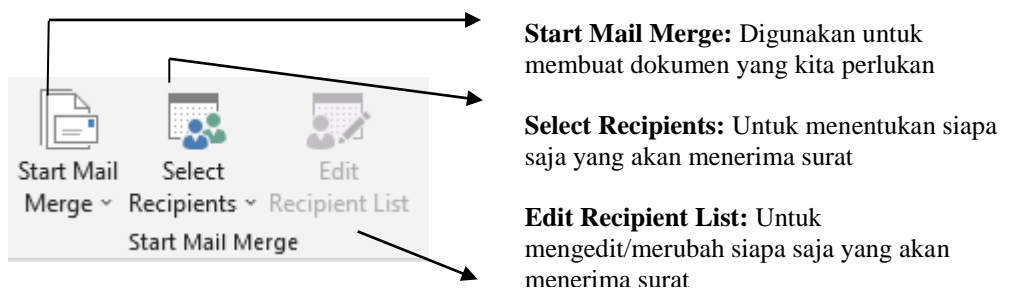 Start Mail Merge: Digunakan untuk
membuat dokumen yang kita perlukan
Select Recipients: Untuk menentukan siapa
saja yang akan menerima surat
Edit Recipient List: Untuk
mengedit/merubah siapa saja yang akan
menerima surat
Start Mail
Merge
Select
Recipients
Edit
Recipient List
Start Mail Merge